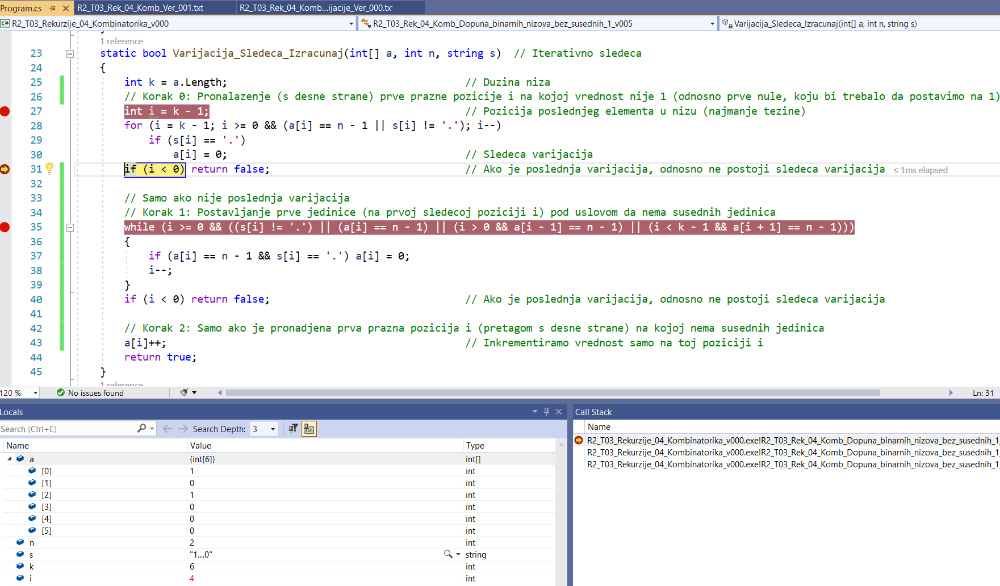 Program.cs
R2_T03_Rek_04_Komb_Ver_001.txt
R2_T03_Rek_04_Komb...ijacije_Ver_000.txt
C# R2_T03_Rekurzije_04_Kombinatorika_v000
R2_T03_Rek_04_Komb_Dopuna_binarnih_nizova_bez_susednih_1_v005
Varijacija_Sledeca_Izracunaj(int[] a, int n, string s)
1 reference
23 static bool Varijacija_Sledeca_Izracunaj(int[] a, int n, string s)  // Iterativno sledeca
24 {
25 int k = a.Length; // Duzina niza
26 // Korak 0: Pronalazenje (s desne strane) prve prazne pozicije i na kojoj vrednost nije 1 (odnosno prve nule, koju bi trebalo da postavimo na 1)
27 int i = k - 1; // Pozicija poslednjeg elementa u nizu (najmanje tezine)
28 for (i = k - 1; i >= 0 && (a[i] == n - 1 || s[i] != '.'); i--)
29 if (s[i] == '.')
30 a[i] = 0; // Sledeca varijacija
31 if (i < 0) return false; // Ako je poslednja varijacija, odnosno ne postoji sledeca varijacija ≤ 1ms elapsed
32
33 // Samo ako nije poslednja varijacija
34 // Korak 1: Postavljanje prve jedinice (na prvoj sledecoj poziciji i) pod uslovom da nema susednih jedinica
35 while (i >= 0 && ((s[i] != '.') || (a[i] == n - 1) || (i > 0 && a[i - 1] == n - 1) || (i < k - 1 && a[i + 1] == n - 1)))
36 {
37 if (a[i] == n - 1 && s[i] == '.') a[i] = 0;
38 i--;
39 }
40 if (i < 0) return false; // Ako je poslednja varijacija, odnosno ne postoji sledeca varijacija
41
42 // Korak 2: Samo ako je pronadjena prva prazna pozicija i (pretagom s desne strane) na kojoj nema susednih jedinica
43 a[i]++; // Inkrementiramo vrednost samo na toj poziciji i
44 return true;
45 }
1 reference
120 %
No issues found
Ln: 31
Locals
Search (Ctrl+E)
Search Depth: 3
Name Value Type
a {int[6]} int[]
[0] 1 int
[1] 0 int
[2] 1 int
[3] 0 int
[4] 0 int
[5] 0 int
n 2 int
s "1....0" string
k 6 int
i 4 int
Call Stack
Name
R2_T03_Rekurzije_04_Kombinatorika_v000.exe!R2_T03_Rek_04_Komb_Dopuna_binarnih_nizova_bez_susednih_1_
R2_T03_Rekurzije_04_Kombinatorika_v000.exe!R2_T03_Rek_04_Komb_Dopuna_binarnih_nizova_bez_susednih_1_
R2_T03_Rekurzije_04_Kombinatorika_v000.exe!R2_T03_Rek_04_Komb_Dopuna_binarnih_nizova_bez_susednih_1_